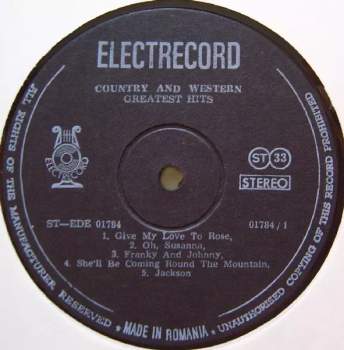 ELECTRECORD
COUNTRY AND WESTERN
GREATEST HITS
ST 33
STEREO
ST—EDE 01784
01784/1
1. Give My Love To Rose,
2. Oh, Susanna,
3. Franky And Johnny,
4. She'll Be Coming Round The Mountain,
5. Jackson
ALL RIGHTS OF THE MANUFACTURER RESERVED * MADE IN ROMANIA * UNAUTHORISED COPYING OF THIS RECORD PROHIBITED